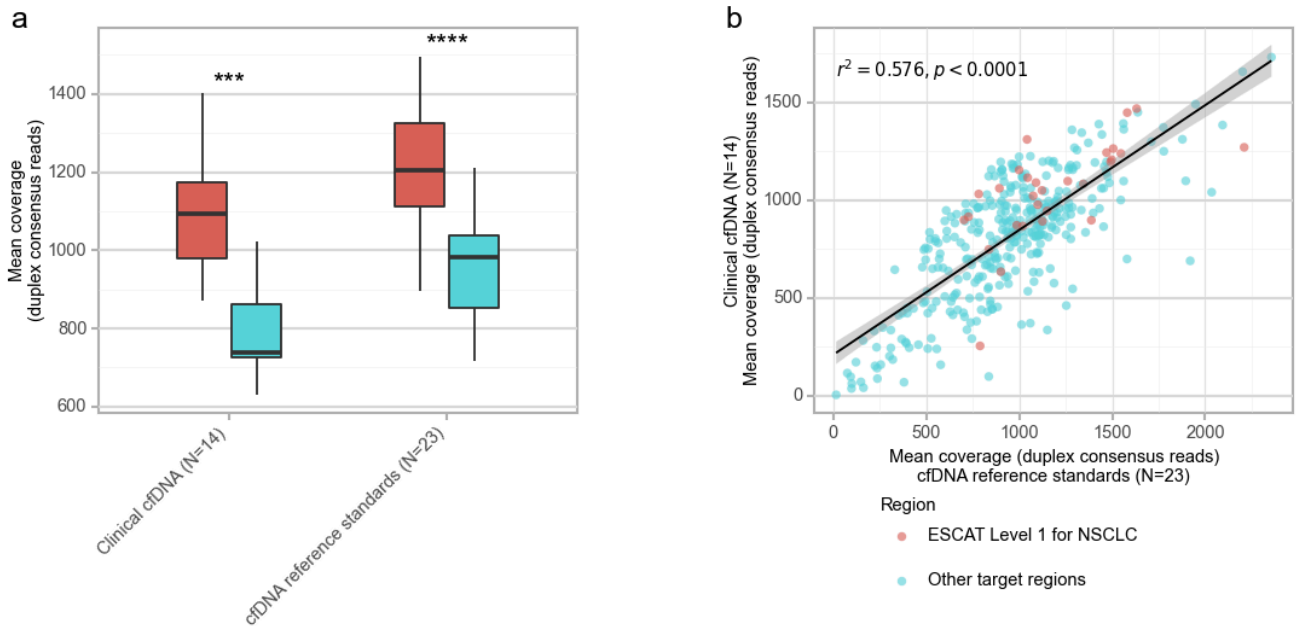 a
Mean coverage
(duplex consensus reads)
1400
1200
1000
800
600
***
****
Clinical cfDNA (N=14)
cfDNA reference standards (N=23)
b
Clinical cfDNA (N=14)
Mean coverage (duplex consensus reads)
r² = 0.576, p < 0.0001
1500
1000
500
0
0 500 1000 1500 2000
Mean coverage (duplex consensus reads)
cfDNA reference standards (N=23)
Region
ESCAT Level 1 for NSCLC
Other target regions